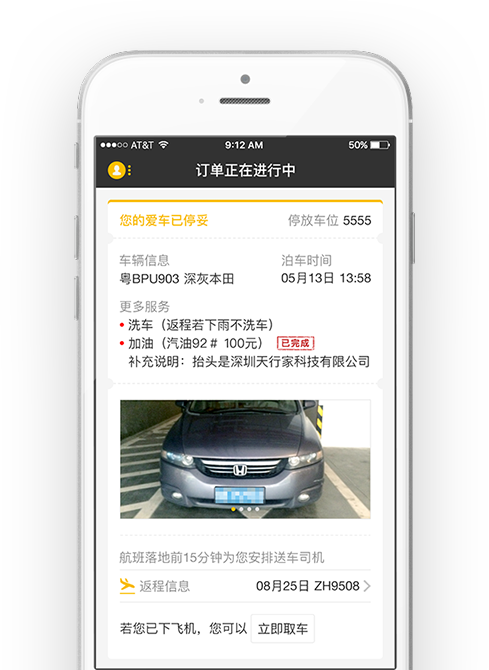 AT&T 9:12 AM 50%
订单正在进行中
您的爱车已停妥 停放车位 5555
车辆信息 泊车时间
粤BPU903 深灰本田 05月13日 13:58
更多服务
洗车（返程若下雨不洗车）
加油（汽油92＃ 100元） 已完成
补充说明：抬头是深圳天行家科技有限公司
航班落地前15分钟为您安排送车司机
返程信息 08月25日 ZH9508
若您已下飞机，您可以 立即取车